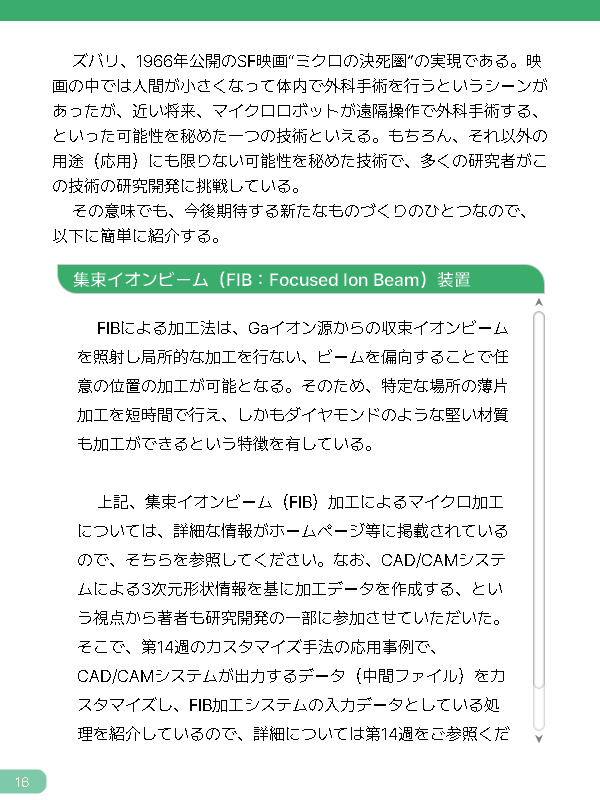 ズバリ、1966年公開のSF映画“ミクロの決死圏”の実現である。映
画の中では人間が小さくなって体内で外科手術を行うというシーンが
あったが、近い将来、マイクロロボットが遠隔操作で外科手術する、
といった可能性を秘めた一つの技術といえる。もちろん、それ以外の
用途（応用）にも限りない可能性を秘めた技術で、多くの研究者がこ
の技術の研究開発に挑戦している。
その意味でも、今後期待する新たなものづくりのひとつなので、
以下に簡単に紹介する。
集束イオンビーム（FIB：Focused Ion Beam）装置
FIBによる加工法は、Gaイオン源からの収束イオンビーム
を照射し局所的な加工を行ない、ビームを偏向することで任
意の位置の加工が可能となる。そのため、特定な場所の薄片
加工を短時間で行え、しかもダイヤモンドのような堅い材質
も加工ができるという特徴を有している。
上記、集束イオンビーム（FIB）加工によるマイクロ加工
については、詳細な情報がホームページ等に掲載されている
ので、そちらを参照してください。なお、CAD/CAMシステ
ムによる3次元形状情報を基に加工データを作成する、とい
う視点から著者も研究開発の一部に参加させていただいた。
そこで、第14週のカスタマイズ手法の応用事例で、
CAD/CAMシステムが出力するデータ（中間ファイル）をカ
スタマイズし、FIB加工システムの入力データとしている処
理を紹介しているので、詳細については第14週をご参照くだ
16